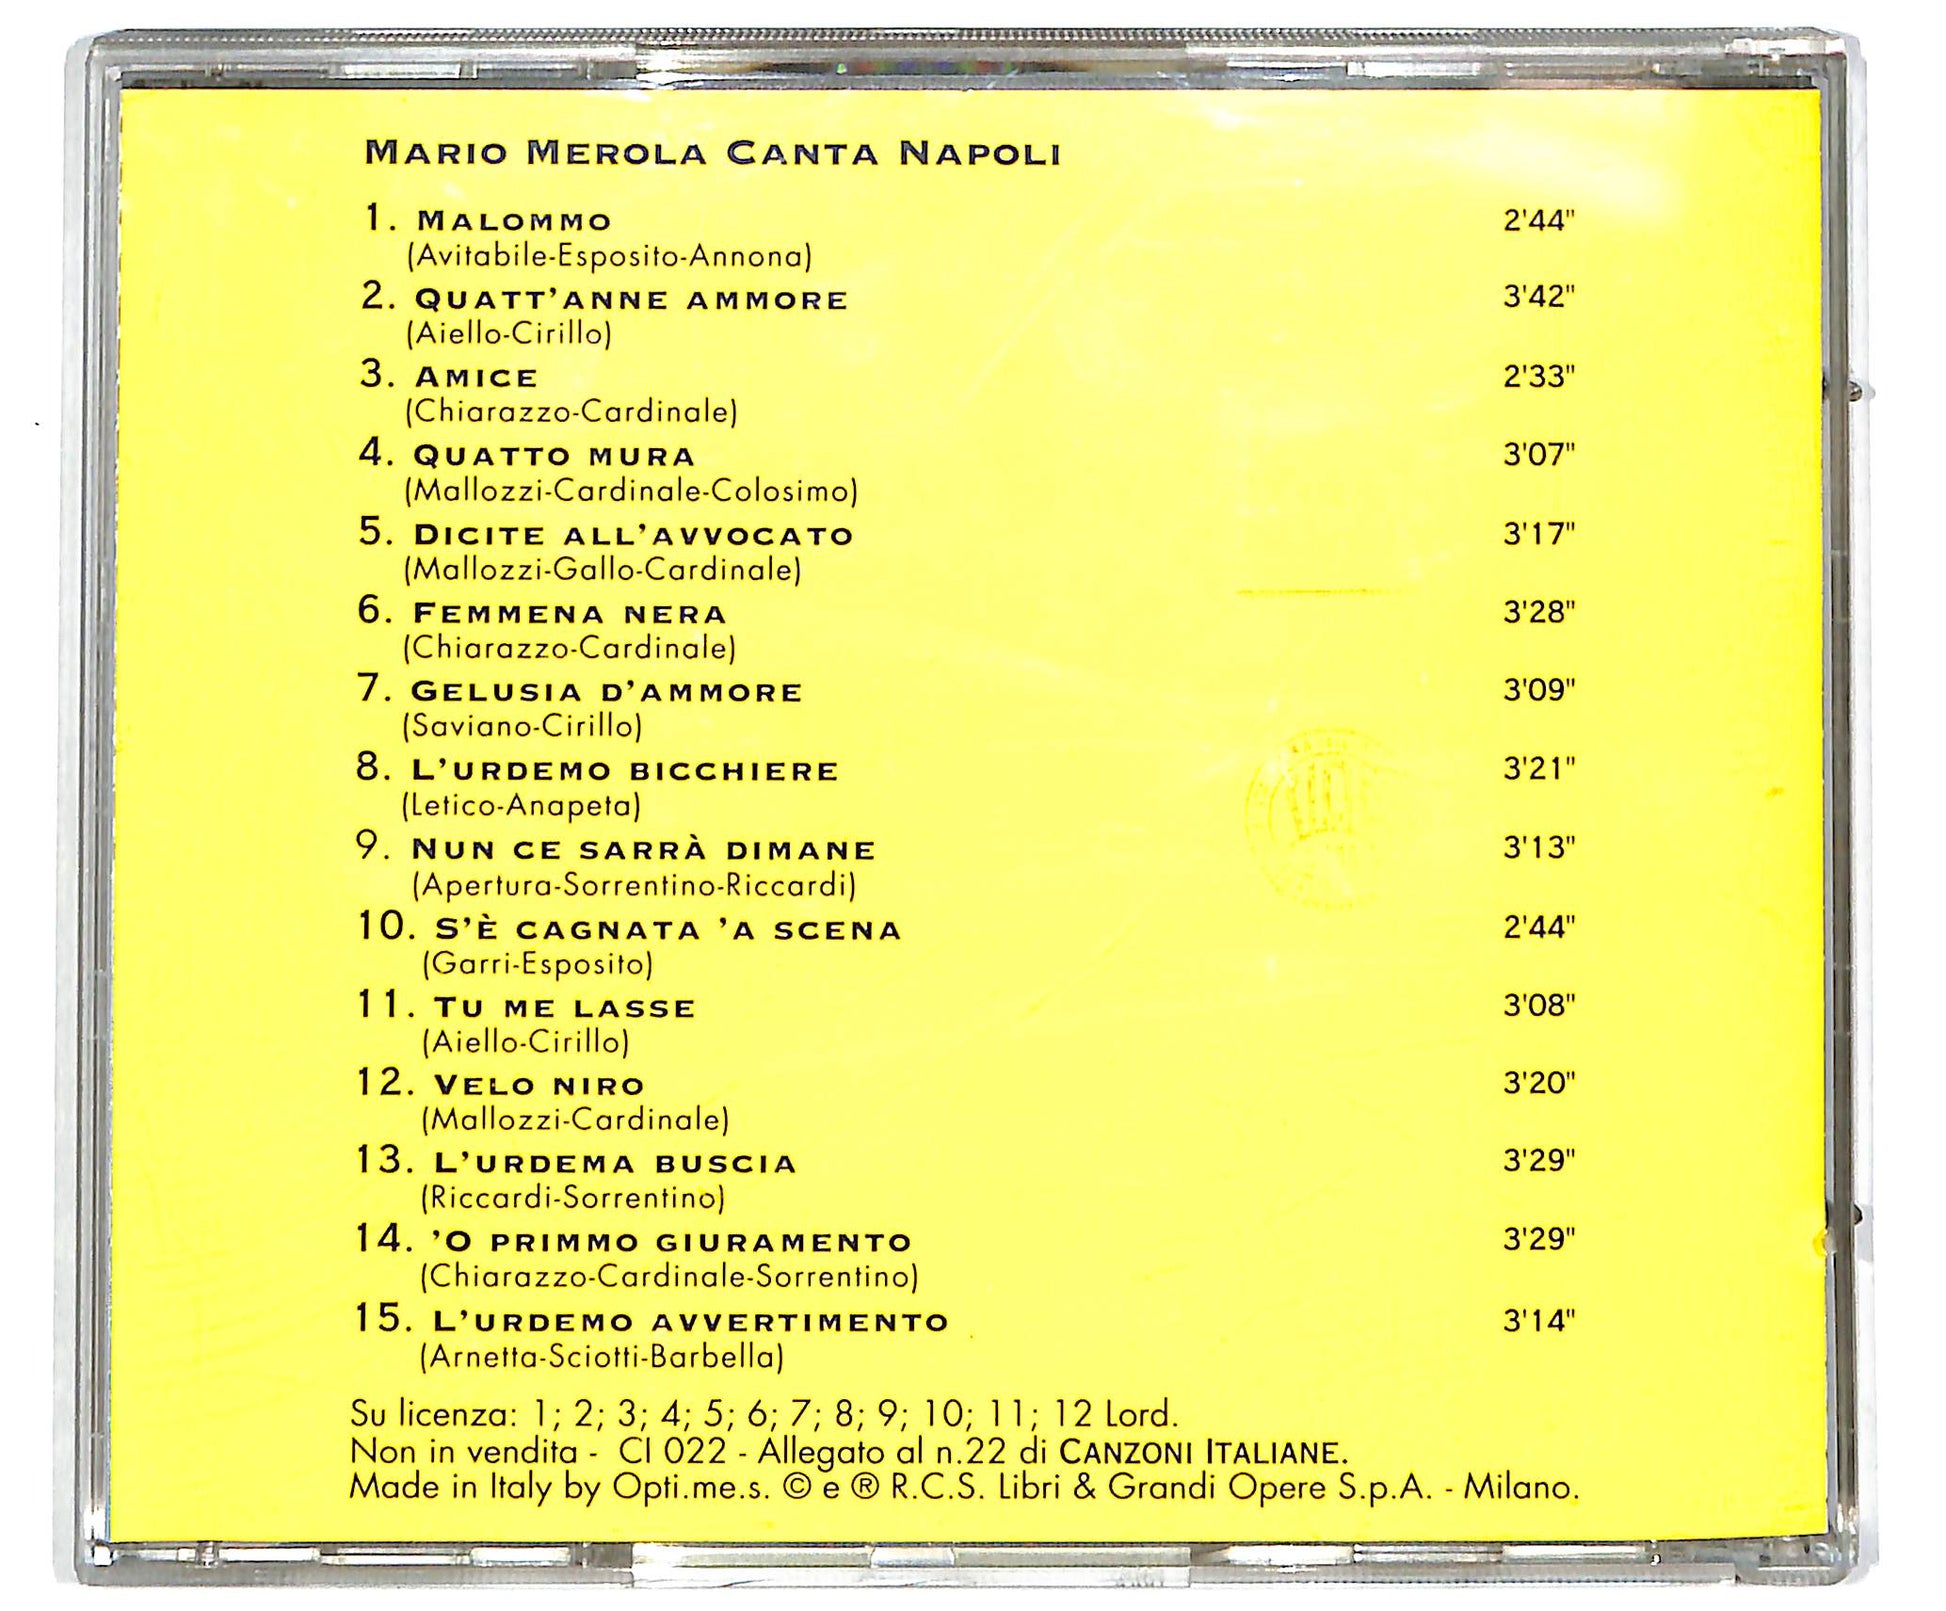 MARIO MEROLA CANTA NAPOLI
1. MALOMMO 2'44"
(Avitabile-Esposito-Annona)
2. QUATT'ANNE AMMORE 3'42"
(Aiello-Cirillo)
3. AMICE 2'33"
(Chiarazzo-Cardinale)
4. QUATTO MURA 3'07"
(Mallozzi-Cardinale-Colosimo)
5. DICITE ALL'AVVOCATO 3'17"
(Mallozzi-Gallo-Cardinale)
6. FEMMENA NERA 3'28"
(Chiarazzo-Cardinale)
7. GELUSIA D'AMMORE 3'09"
(Saviano-Cirillo)
8. L'URDEMO BICCHIERE 3'21"
(Letico-Anapeta)
9. NUN CE SARRÀ DIMANE 3'13"
(Apertura-Sorrentino-Riccardi)
10. S'È CAGNATA 'A SCENA 2'44"
(Garri-Esposito)
11. TU ME LASSE 3'08"
(Aiello-Cirillo)
12. VELO NIRO 3'20"
(Mallozzi-Cardinale)
13. L'URDEMA BUSCIA 3'29"
(Riccardi-Sorrentino)
14. 'O PRIMMO GIURAMENTO 3'29"
(Chiarazzo-Cardinale-Sorrentino)
15. L'URDEMO AVVERTIMENTO 3'14"
(Arnetta-Sciotti-Barbella)
Su licenza: 1; 2; 3; 4; 5; 6; 7; 8; 9; 10; 11; 12 Lord.
Non in vendita - CI 022 - Allegato al n.22 di CANZONI ITALIANE.
Made in Italy by Opti.me.s. © e ® R.C.S. Libri & Grandi Opere S.p.A. - Milano.